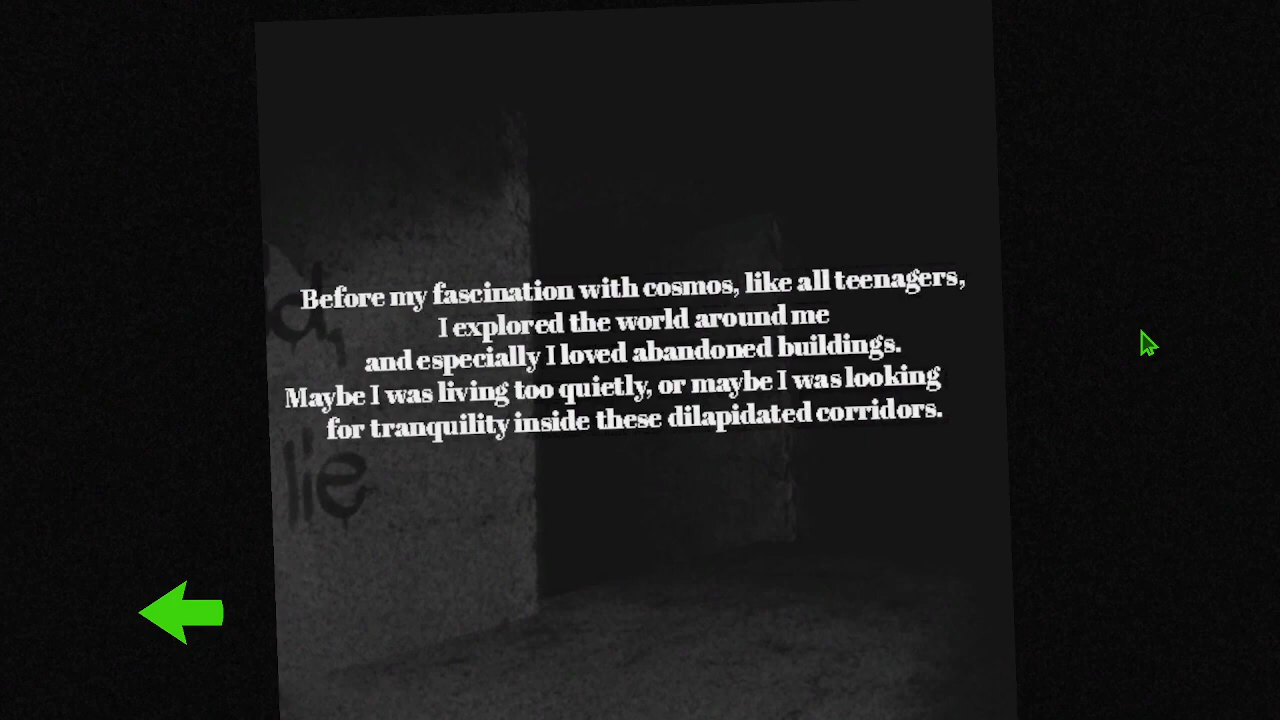 Before my fascination with cosmos, like all teenagers,
I explored the world around me
and especially I loved abandoned buildings.
Maybe I was living too quietly, or maybe I was looking
for tranquility inside these dilapidated corridors.
lie